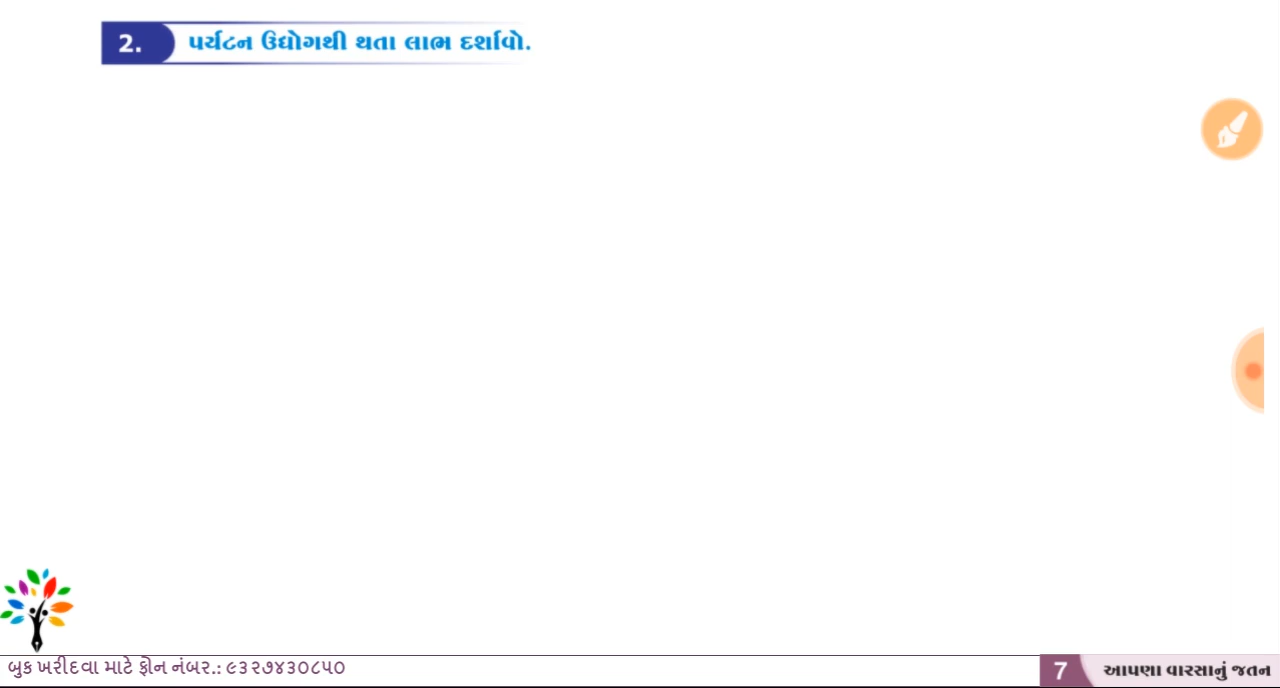 2. પર્યટન ઉદ્યોગથી થતા લાભ દર્શાવો.
બુક ખરીદવા માટે ફોન નંબર.: ૯૩૨૭૪૩૦૮૫૦
7 આપણા વારસાનું જતન